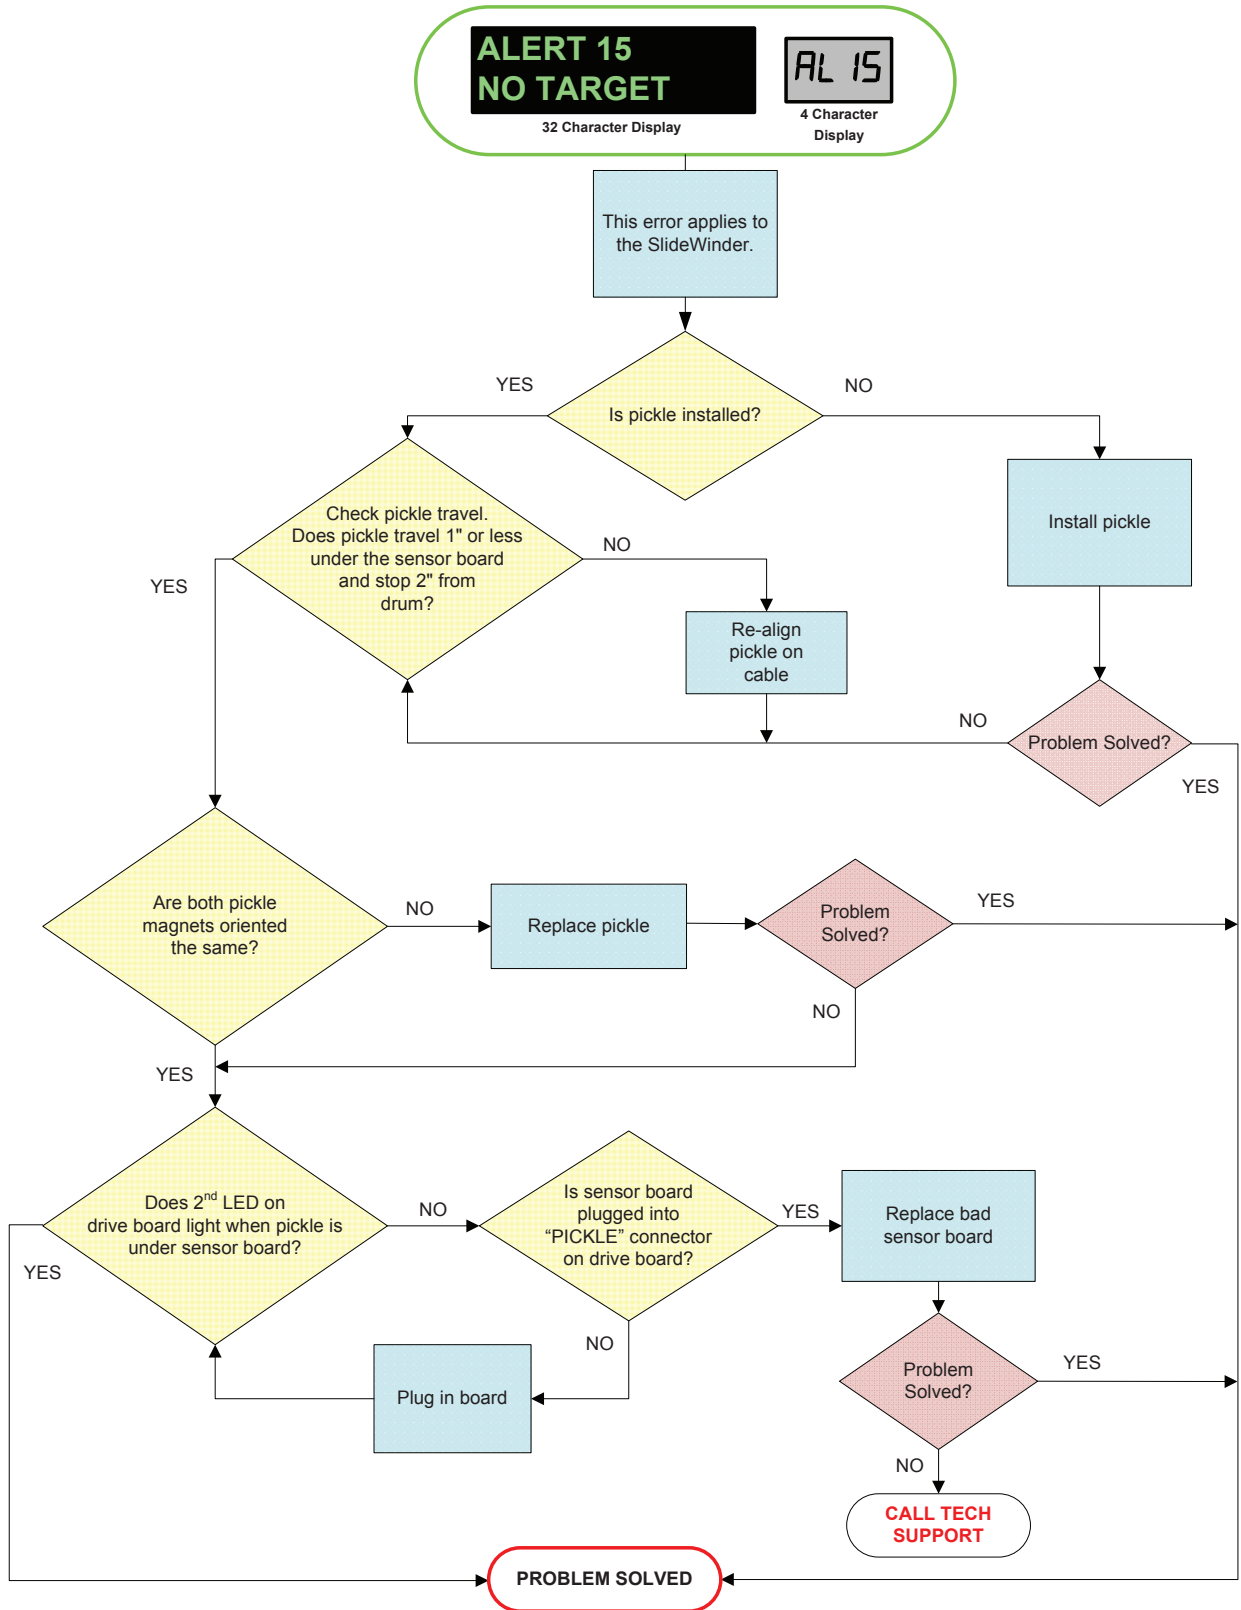 ALERT 15
NO TARGET
32 Character Display
AL 15
4 Character
Display
This error applies to
the SlideWinder.
Is pickle installed?
YES
NO
Check pickle travel.
Does pickle travel 1" or less
under the sensor board
and stop 2" from
drum?
NO
YES
Install pickle
Re-align
pickle on
cable
Problem Solved?
NO
YES
Are both pickle
magnets oriented
the same?
NO
Replace pickle
Problem
Solved?
YES
NO
YES
Does 2nd LED on
drive board light when pickle is
under sensor board?
NO
YES
Is sensor board
plugged into
“PICKLE” connector
on drive board?
YES
NO
Replace bad
sensor board
Plug in board
Problem
Solved?
YES
NO
CALL TECH
SUPPORT
PROBLEM SOLVED